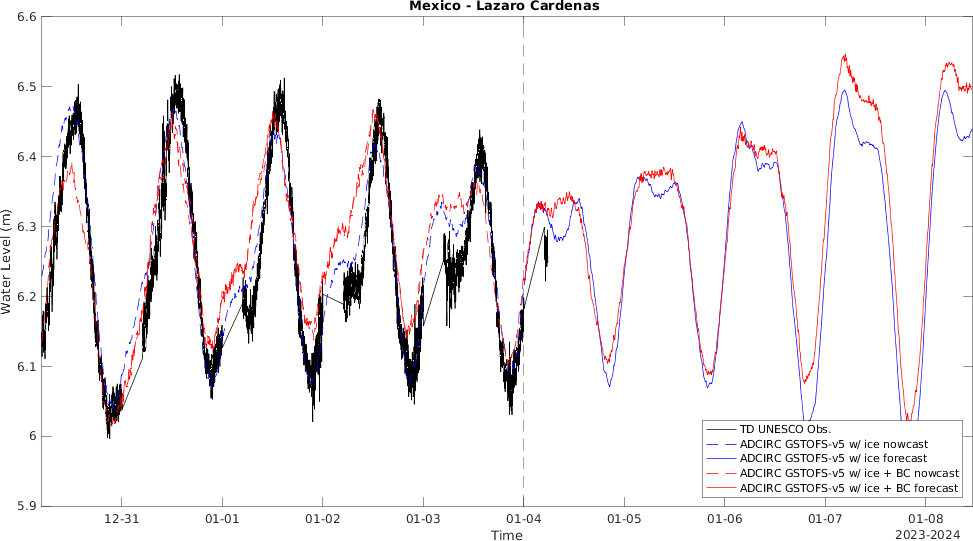 Mexico - Lazaro Cardenas
6.6
6.5
6.4
6.3
6.2
6.1
6
5.9
Water Level (m)
TD UNESCO Obs.
ADCIRC GSTOFS-v5 w/ ice nowcast
ADCIRC GSTOFS-v5 w/ ice forecast
ADCIRC GSTOFS-v5 w/ ice + BC nowcast
ADCIRC GSTOFS-v5 w/ ice + BC forecast
12-31 01-01 01-02 01-03 01-04 01-05 01-06 01-07 01-08
Time
2023-2024